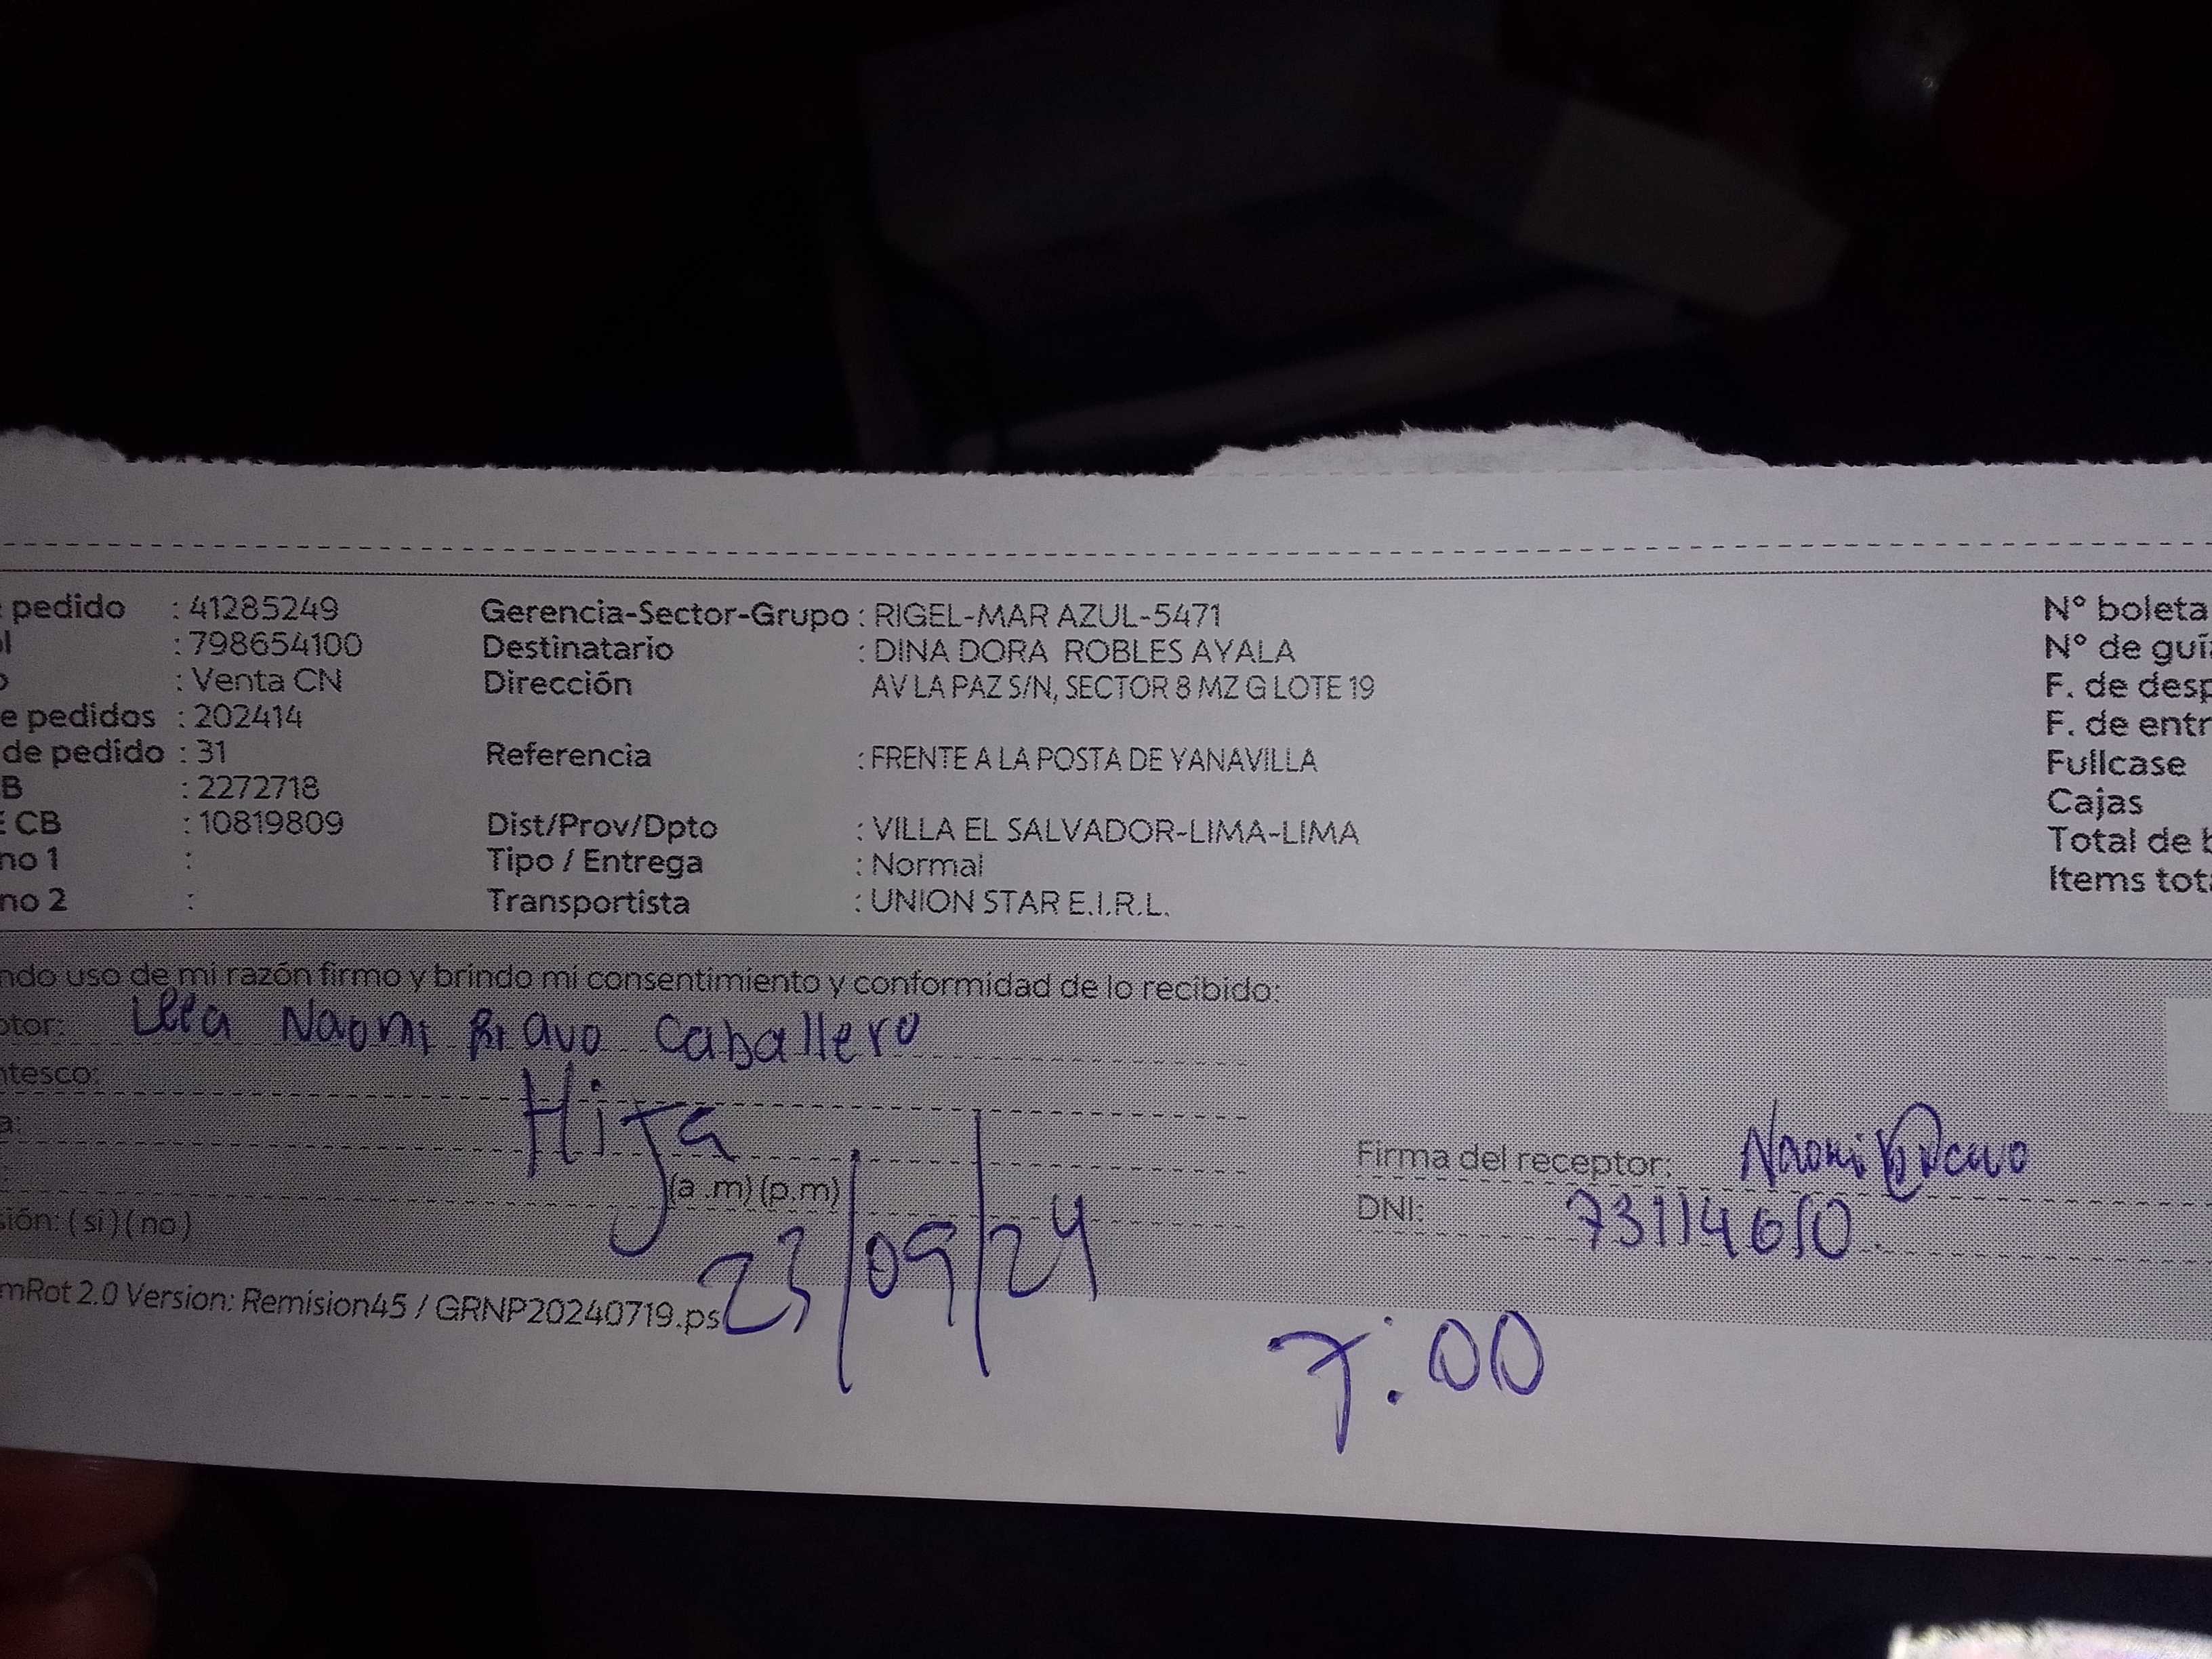 pedido : 41285249 Gerencia-Sector-Grupo : RIGEL-MAR AZUL-5471 N° boleta
: 798654100 Destinatario : DINA DORA ROBLES AYALA N° de guí
: Venta CN Dirección AV LA PAZ S/N, SECTOR 8 MZ G LOTE 19 F. de desp
e pedidos : 202414 F. de entr
de pedido : 31 Referencia : FRENTE A LA POSTA DE YANAVILLA Fullcase
B : 2272718 Cajas
E CB : 10819809 Dist/Prov/Dpto : VILLA EL SALVADOR-LIMA-LIMA Total de b
no 1 : Tipo / Entrega : Normal Items tot
no 2 : Transportista : UNION STAR E.I.R.L.
ndo uso de mi razón firmo y brindo mi consentimiento y conformidad de lo recibido:
ptor: Naomi Bravo Caballero
ntesco: Hija
a:
Firma del receptor: Naomi Bravo
(a .m) (p.m) DNI:
sión: ( si ) ( no ) 23/09/24
mRot 2.0 Version: Remision45 / GRNP20240719.ps
7:00